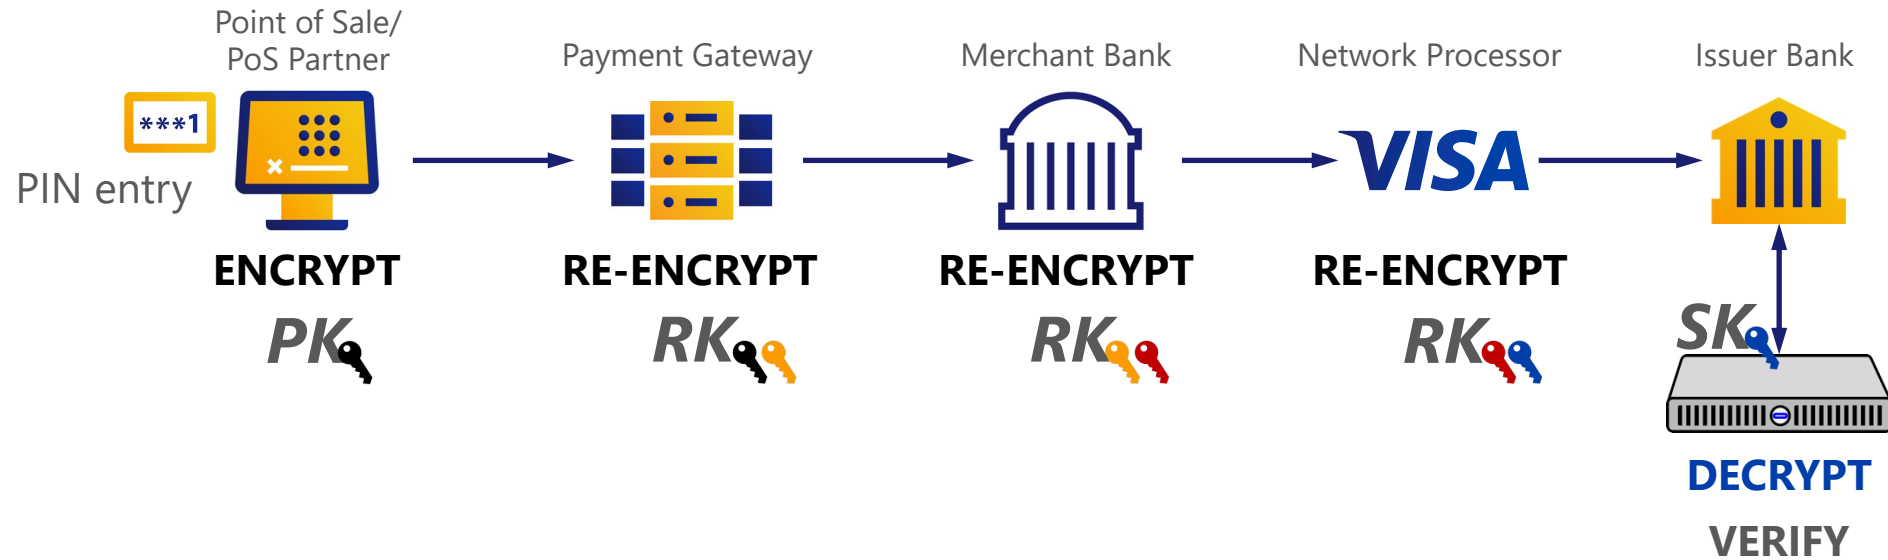 Point of Sale/
PoS Partner
Payment Gateway
Merchant Bank
Network Processor
Issuer Bank
***1
PIN entry
VISA
ENCRYPT
RE-ENCRYPT
RE-ENCRYPT
RE-ENCRYPT
PK
RK
RK
RK
SK
DECRYPT
VERIFY